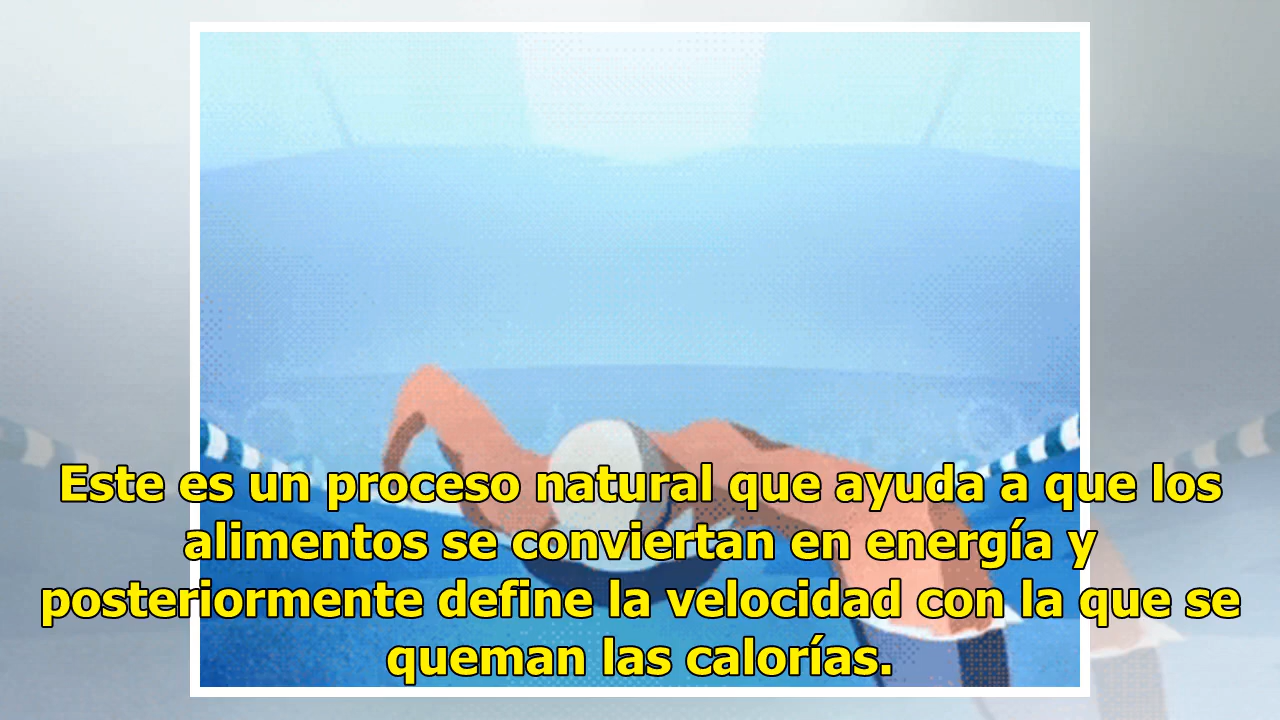 Este es un proceso natural que ayuda a que los
alimentos se conviertan en energía y
posteriormente define la velocidad con la que se
queman las calorías.